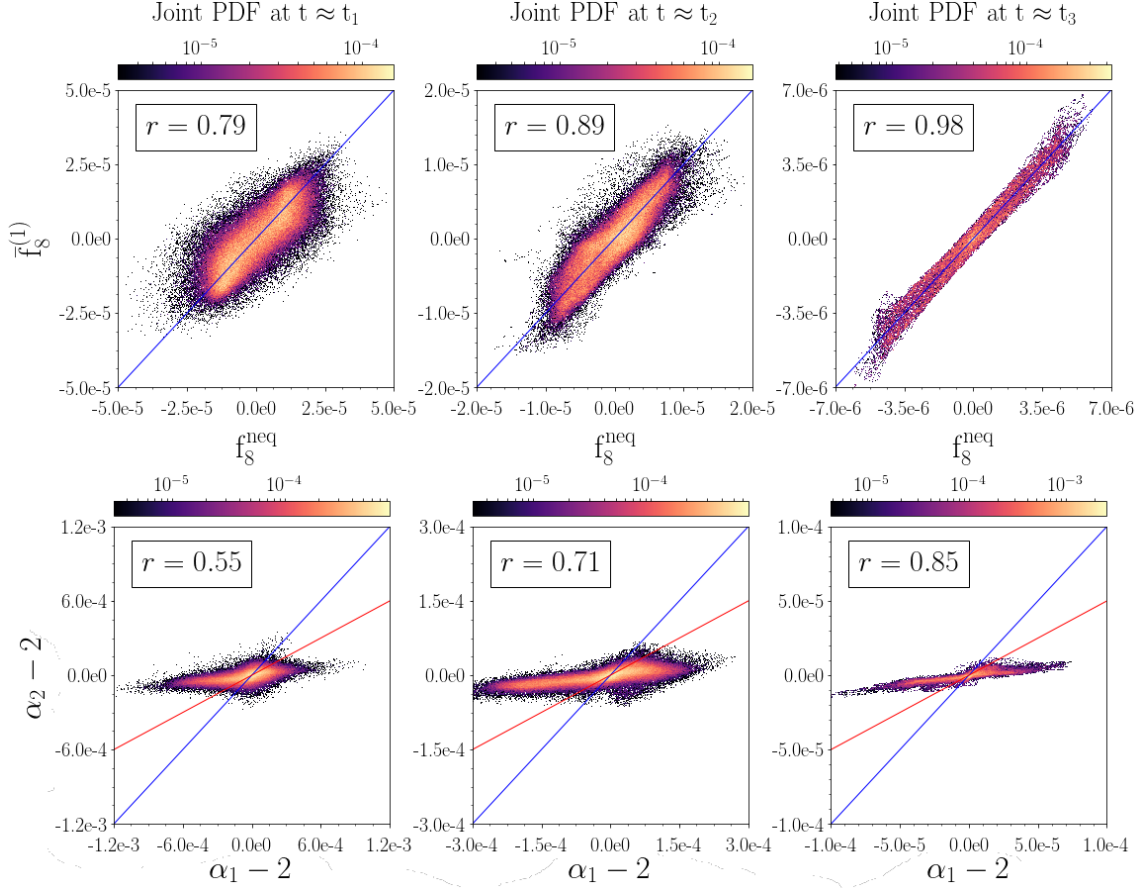 Joint PDF at t ≈ t₁ Joint PDF at t ≈ t₂ Joint PDF at t ≈ t₃
10⁻⁵ 10⁻⁴ 10⁻⁵ 10⁻⁴ 10⁻⁵ 10⁻⁴
5.0e-5 2.0e-5 7.0e-6
r = 0.79 r = 0.89 r = 0.98
2.5e-5 1.0e-5 3.5e-6
f̄₈⁽¹⁾ 0.0e0 0.0e0 0.0e0
-2.5e-5 -1.0e-5 -3.5e-6
-5.0e-5 -2.0e-5 -7.0e-6
-5.0e-5 -2.5e-5 0.0e0 2.5e-5 5.0e-5 -2.0e-5 -1.0e-5 0.0e0 1.0e-5 2.0e-5 -7.0e-6 -3.5e-6 0.0e0 3.5e-6 7.0e-6
f₈ⁿᵉq f₈ⁿᵉq f₈ⁿᵉq
10⁻⁵ 10⁻⁴ 10⁻⁵ 10⁻⁴ 10⁻⁵ 10⁻⁴ 10⁻³
1.2e-3 3.0e-4 1.0e-4
r = 0.55 r = 0.71 r = 0.85
6.0e-4 1.5e-4 5.0e-5
α₂ − 2 0.0e0 0.0e0 0.0e0
-6.0e-4 -1.5e-4 -5.0e-5
-1.2e-3 -3.0e-4 -1.0e-4
-1.2e-3 -6.0e-4 0.0e0 6.0e-4 1.2e-3 -3.0e-4 -1.5e-4 0.0e0 1.5e-4 3.0e-4 -1.0e-4 -5.0e-5 0.0e0 5.0e-5 1.0e-4
α₁ − 2 α₁ − 2 α₁ − 2